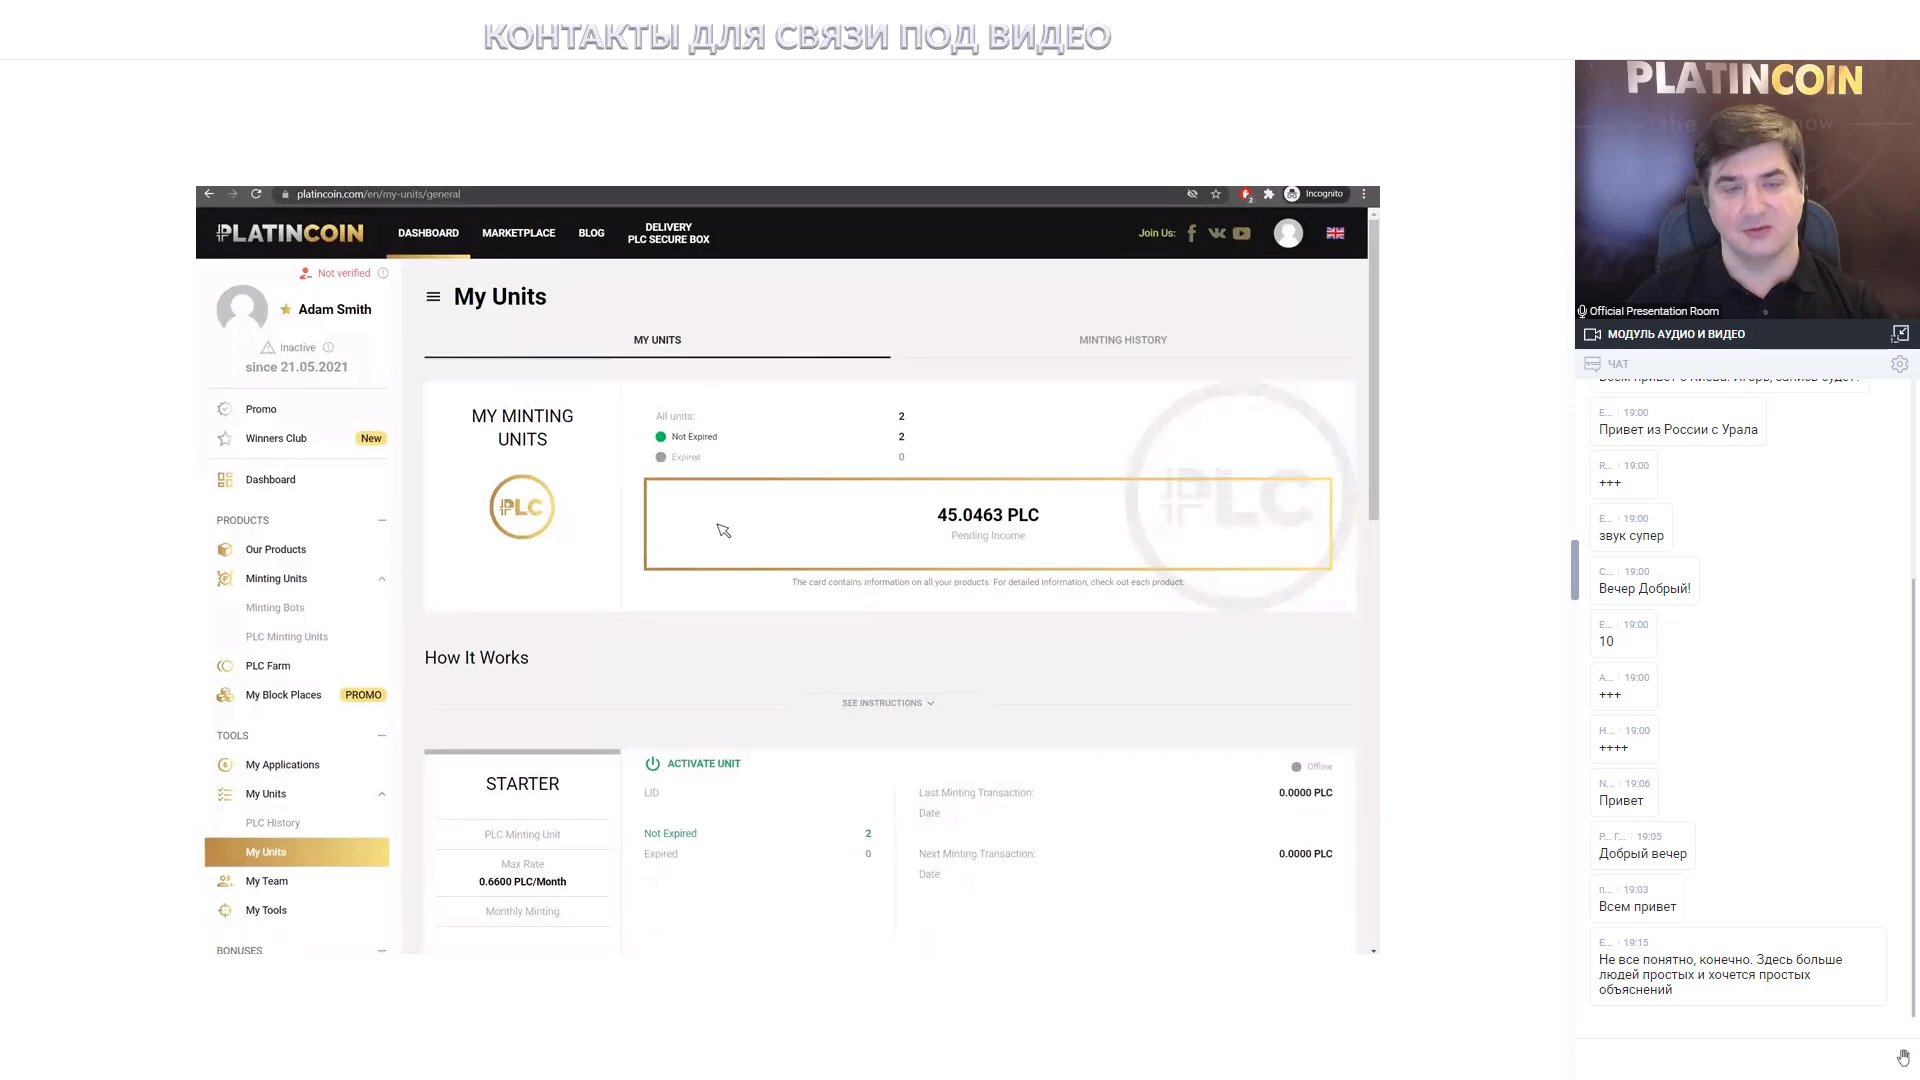 КОНТАКТЫ ДЛЯ СВЯЗИ ПОД ВИДЕО
platincoin.com/en/my-units/general
Incognito
PLATINCOIN
DASHBOARD
MARKETPLACE
BLOG
DELIVERY
PLC SECURE BOX
Join Us:
Not verified
Adam Smith
Inactive
since 21.05.2021
Promo
Winners Club
New
Dashboard
PRODUCTS
Our Products
Minting Units
Minting Bots
PLC Minting Units
PLC Farm
My Block Places
PROMO
TOOLS
My Applications
My Units
PLC History
My Units
My Team
My Tools
BONUSES
My Units
MY UNITS
MINTING HISTORY
MY MINTING
UNITS
PLC
All units:
2
Not Expired
2
Expired
0
45.0463 PLC
Pending Income
PLC
The card contains information on all your products. For detailed information, check out each product.
How It Works
SEE INSTRUCTIONS
STARTER
PLC Minting Unit
Max Rate
0.6600 PLC/Month
Monthly Minting
ACTIVATE UNIT
Offline
LID
Not Expired
2
Expired
0
Last Minting Transaction:
0.0000 PLC
Date
Next Minting Transaction:
0.0000 PLC
Date
PLATINCOIN
Official Presentation Room
МОДУЛЬ АУДИО И ВИДЕО
ЧАТ
E... 19:00
Привет из России с Урала
R... 19:00
+++
E... 19:00
звук супер
С... 19:00
Вечер Добрый!
E... 19:00
10
A... 19:00
+++
Н... 19:00
++++
N... 19:06
Привет
Р... Г... 19:05
Добрый вечер
п... 19:03
Всем привет
E... 19:15
Не все понятно, конечно. Здесь больше
людей простых и хочется простых
объяснений